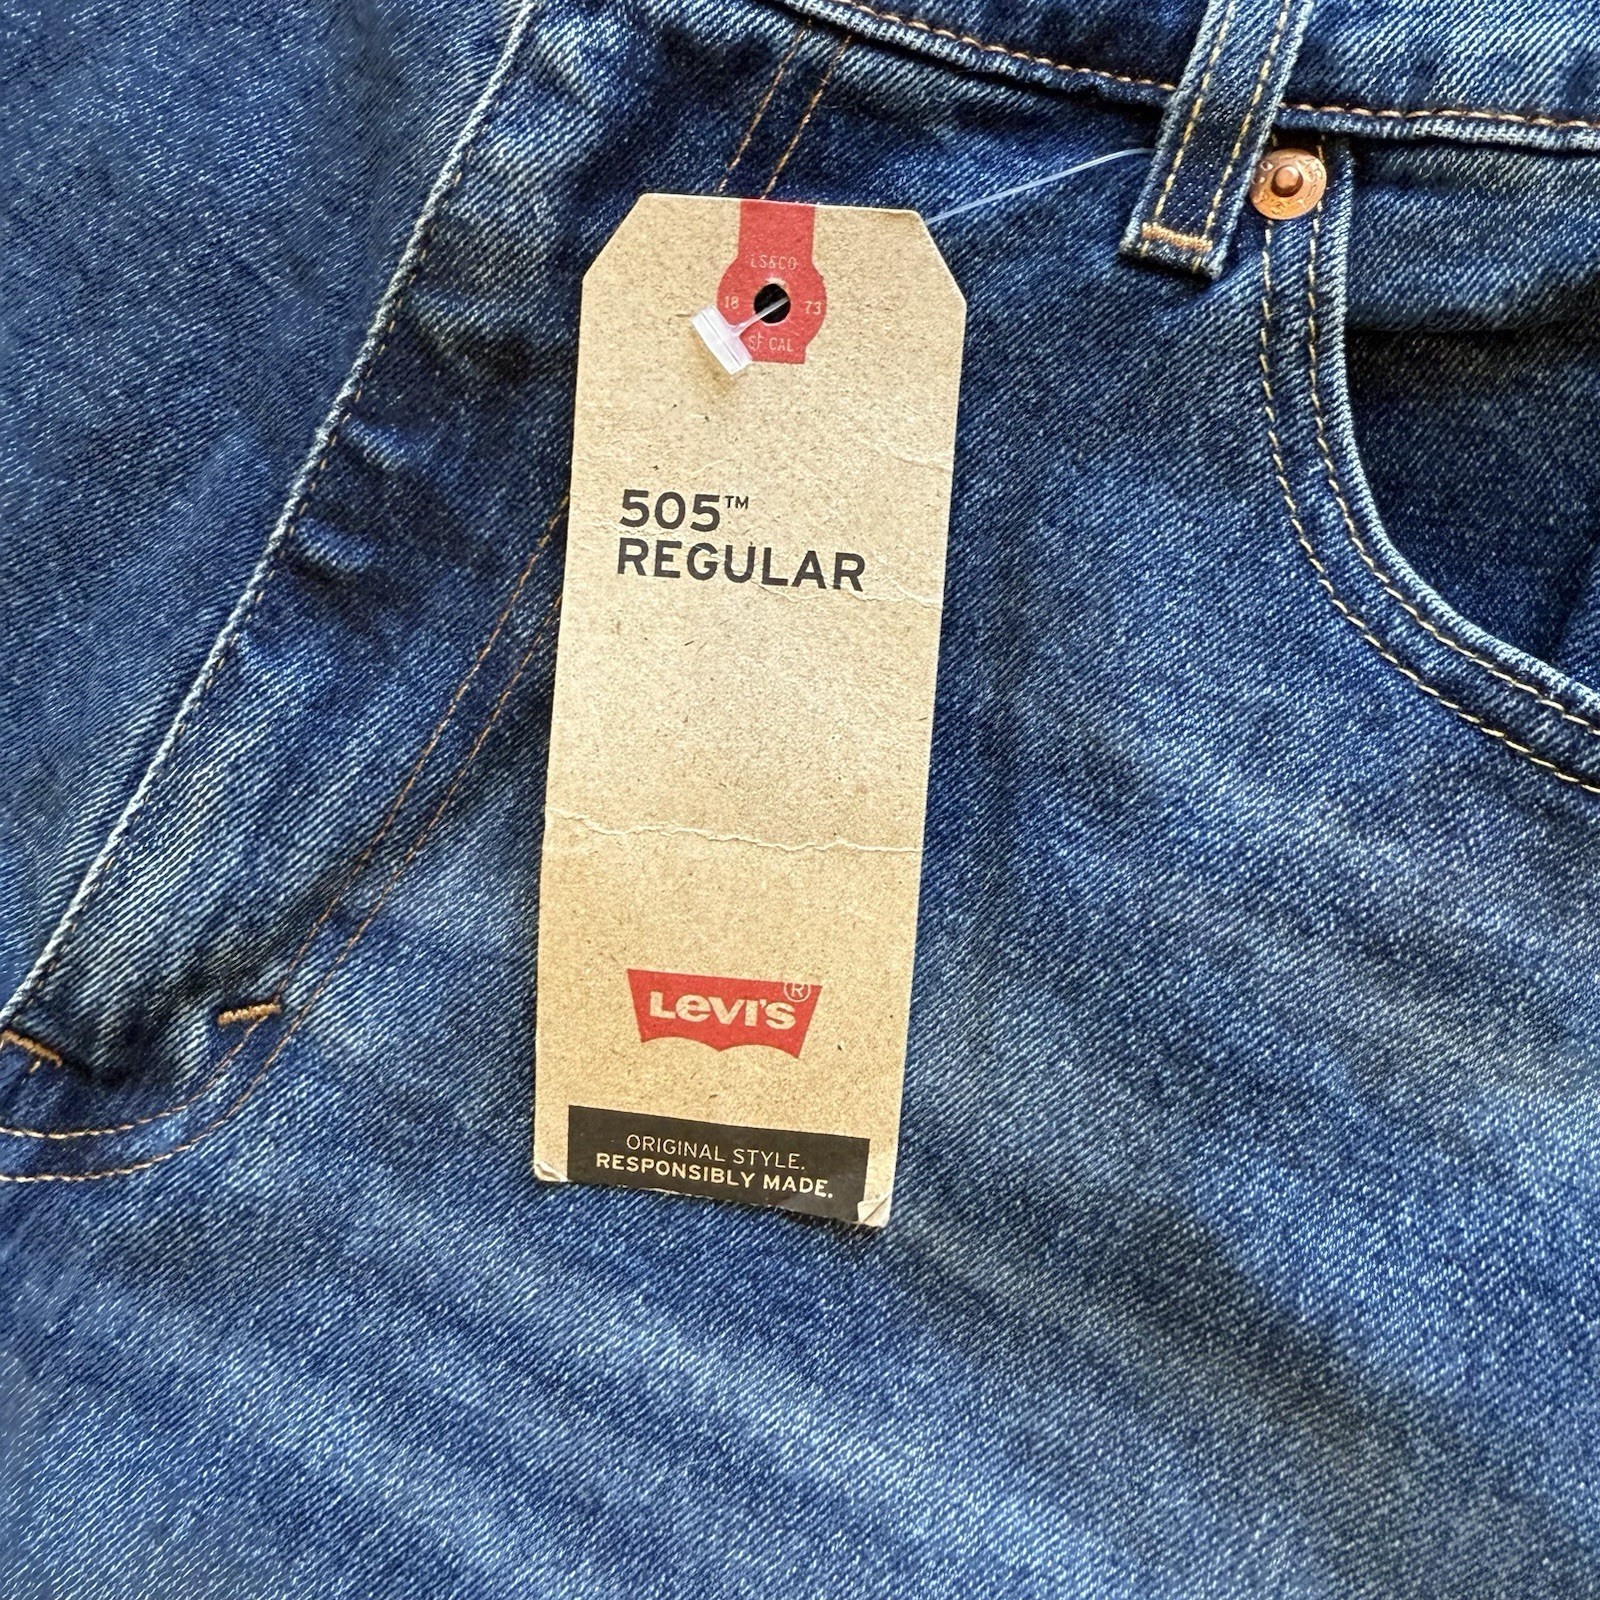 LS&CO
18 73
SF CAL
505™
REGULAR
LEVI'S®
ORIGINAL STYLE.
RESPONSIBLY MADE.